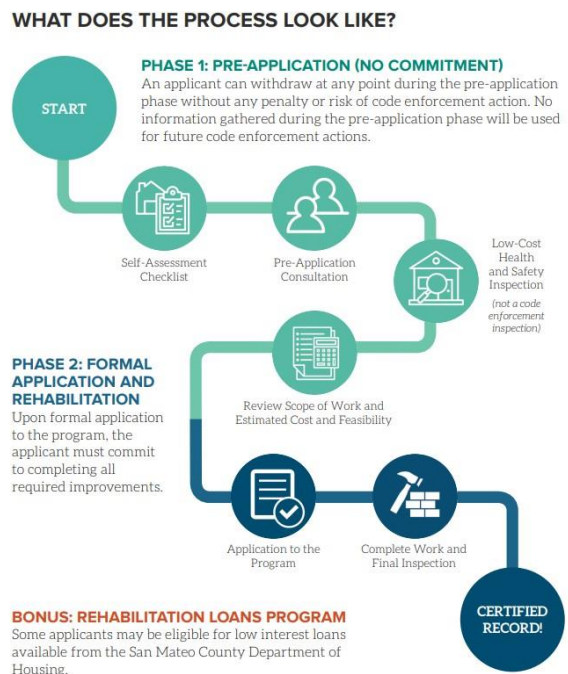 WHAT DOES THE PROCESS LOOK LIKE?
START
PHASE 1: PRE-APPLICATION (NO COMMITMENT)
An applicant can withdraw at any point during the pre-application
phase without any penalty or risk of code enforcement action. No
information gathered during the pre-application phase will be used
for future code enforcement actions.
Self-Assessment
Checklist
Pre-Application
Consultation
Low-Cost
Health
and Safety
Inspection
(not a code
enforcement
inspection)
Review Scope of Work and
Estimated Cost and Feasibility
PHASE 2: FORMAL
APPLICATION AND
REHABILITATION
Upon formal application
to the program, the
applicant must commit
to completing all
required improvements.
Application to the
Program
Complete Work and
Final Inspection
CERTIFIED
RECORD!
BONUS: REHABILITATION LOANS PROGRAM
Some applicants may be eligible for low interest loans
available from the San Mateo County Department of
Housing.